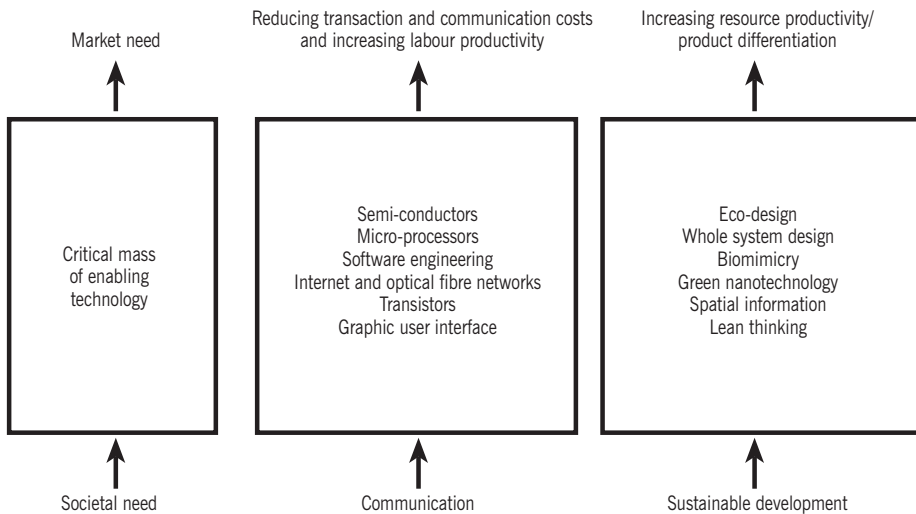 Market need
Reducing transaction and communication costs
and increasing labour productivity
Increasing resource productivity/
product differentiation
Critical mass
of enabling
technology
Semi-conductors
Micro-processors
Software engineering
Internet and optical fibre networks
Transistors
Graphic user interface
Eco-design
Whole system design
Biomimicry
Green nanotechnology
Spatial information
Lean thinking
Societal need
Communication
Sustainable development